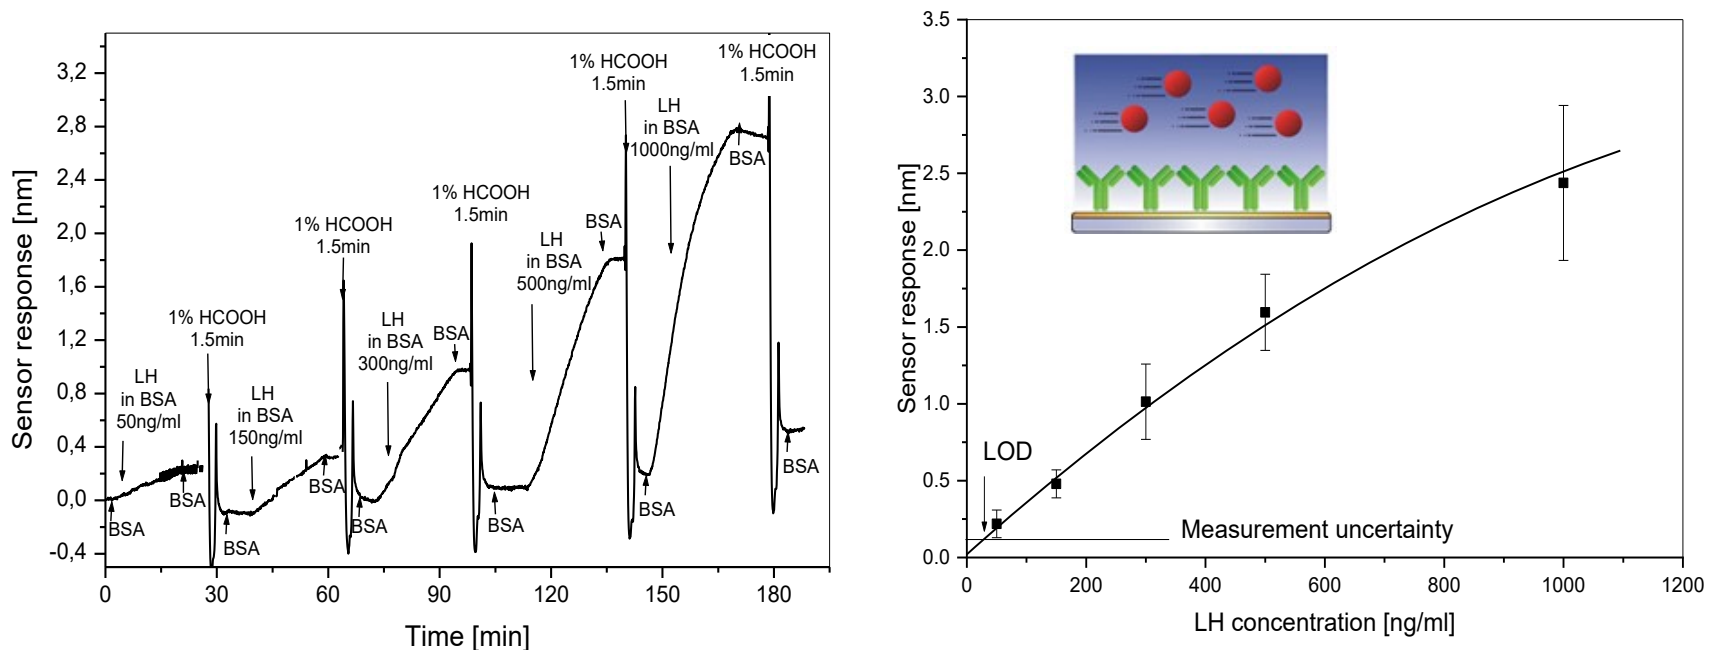 1% HCOOH
1.5min
1% HCOOH
1.5min
LH
in BSA
1000ng/ml
BSA
1% HCOOH
1.5min
BSA
LH
in BSA
500ng/ml
1% HCOOH
1.5min
1% HCOOH
1.5min
LH
in BSA
300ng/ml
BSA
LH
in BSA
50ng/ml
LH
in BSA
150ng/ml
BSA
BSA
BSA
BSA
BSA
BSA
BSA
BSA
3,2
2,8
2,4
2,0
1,6
1,2
0,8
0,4
0,0
-0,4
Sensor response [nm]
0 30 60 90 120 150 180
Time [min]
3.5
3.0
2.5
2.0
1.5
1.0
0.5
0.0
Sensor response [nm]
LOD
Measurement uncertainty
0 200 400 600 800 1000 1200
LH concentration [ng/ml]